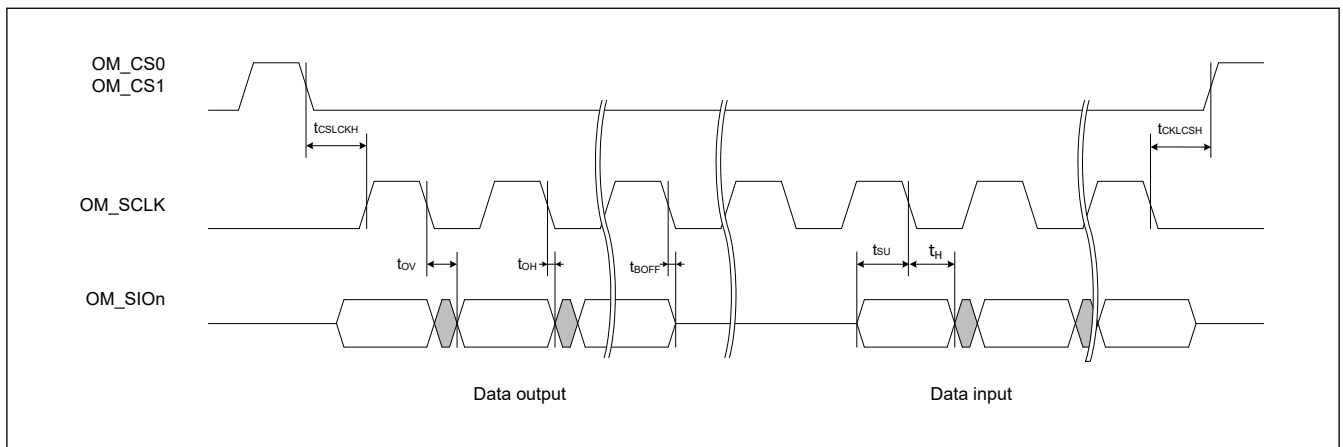 OM_CS0
OM_CS1
tCSLCKH
tCKLCSH
OM_SCLK
tOV
tOH
tBOFF
tSU
tH
OM_SIOn
Data output
Data input